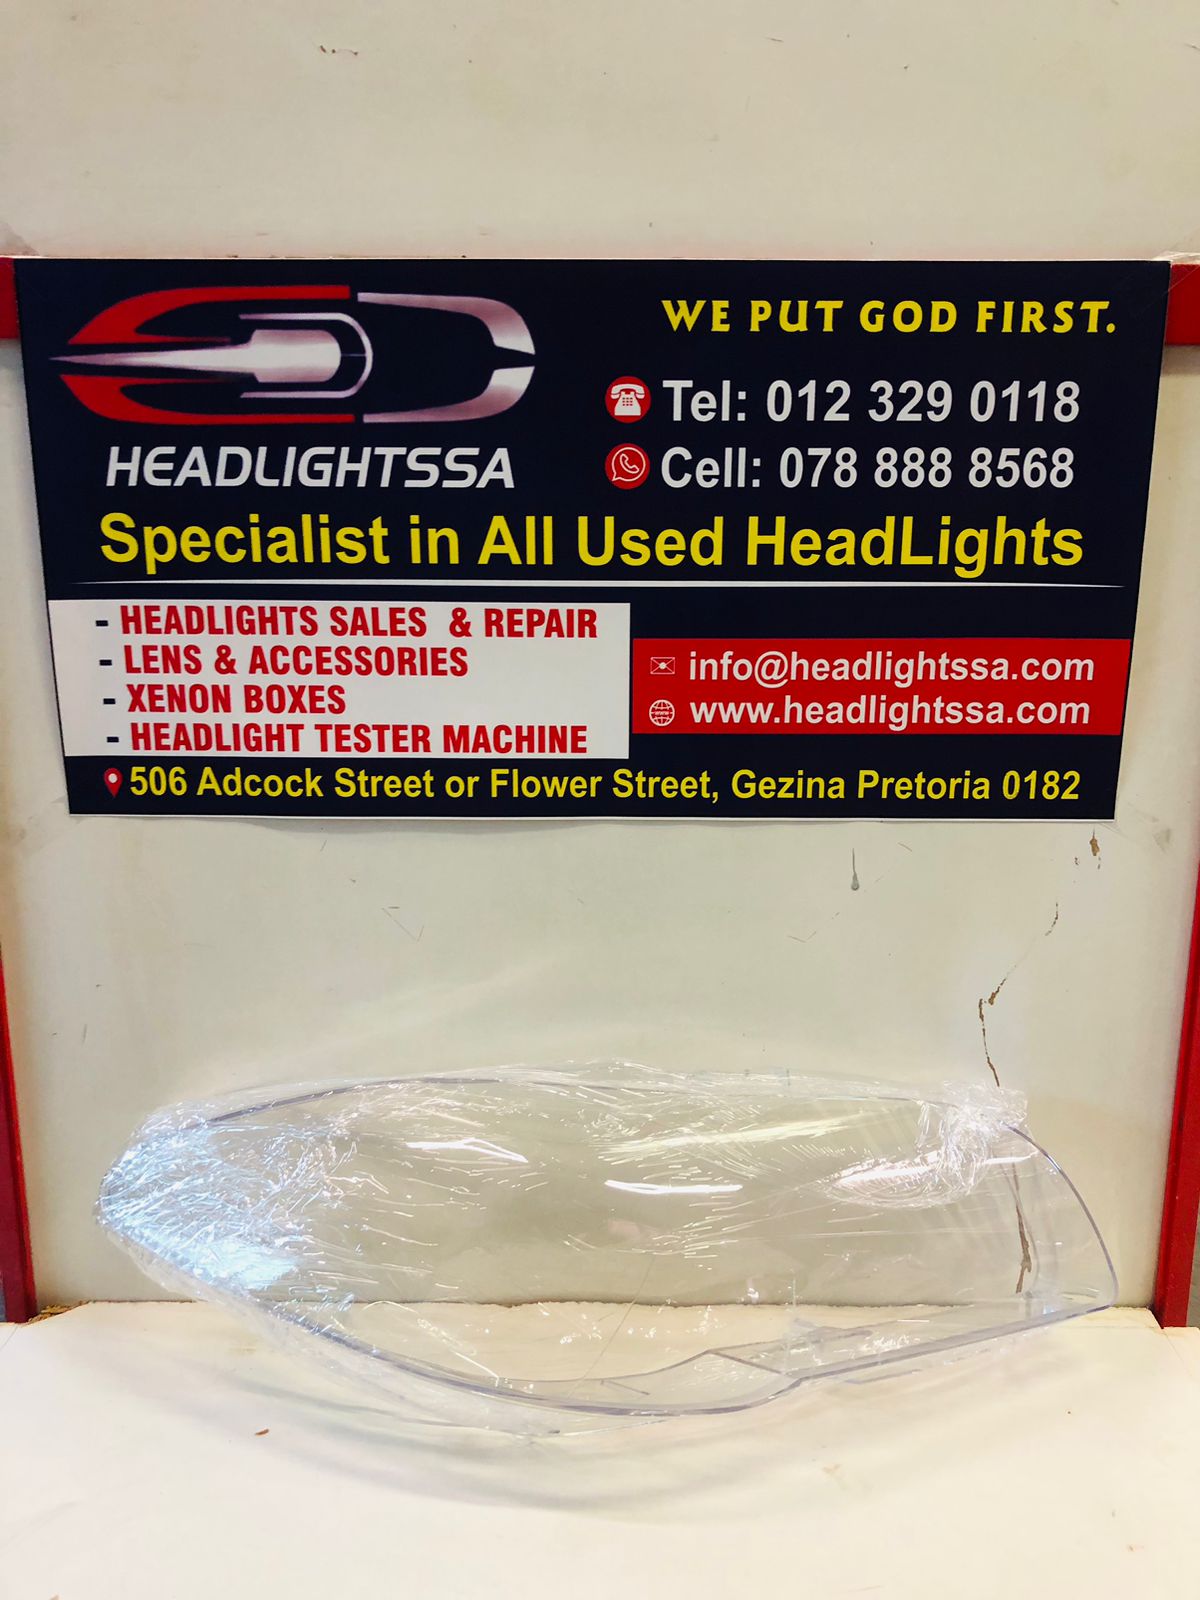 WE PUT GOD FIRST.
Tel: 012 329 0118
Cell: 078 888 8568
HEADLIGHTSSA
Specialist in All Used HeadLights
- HEADLIGHTS SALES & REPAIR
- LENS & ACCESSORIES
- XENON BOXES
- HEADLIGHT TESTER MACHINE
info@headlightssa.com
www.headlightssa.com
506 Adcock Street or Flower Street, Gezina Pretoria 0182